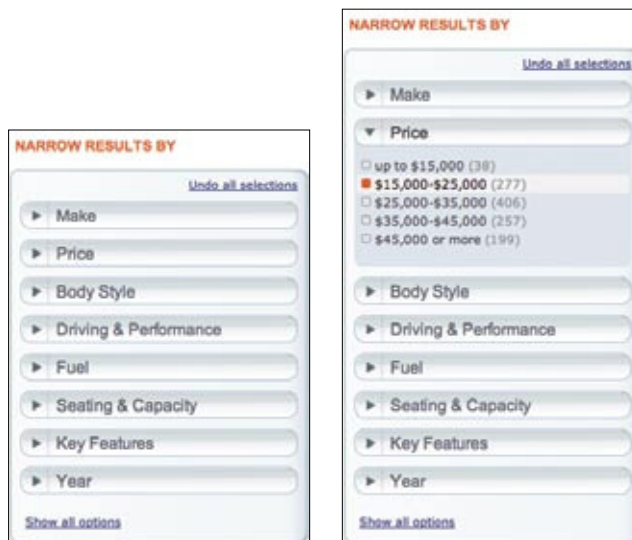 NARROW RESULTS BY
Undo all selections
Make
Price
Body Style
Driving & Performance
Fuel
Seating & Capacity
Key Features
Year
Show all options
NARROW RESULTS BY
Undo all selections
Make
Price
up to $15,000 (38)
$15,000-$25,000 (277)
$25,000-$35,000 (406)
$35,000-$45,000 (257)
$45,000 or more (199)
Body Style
Driving & Performance
Fuel
Seating & Capacity
Key Features
Year
Show all options